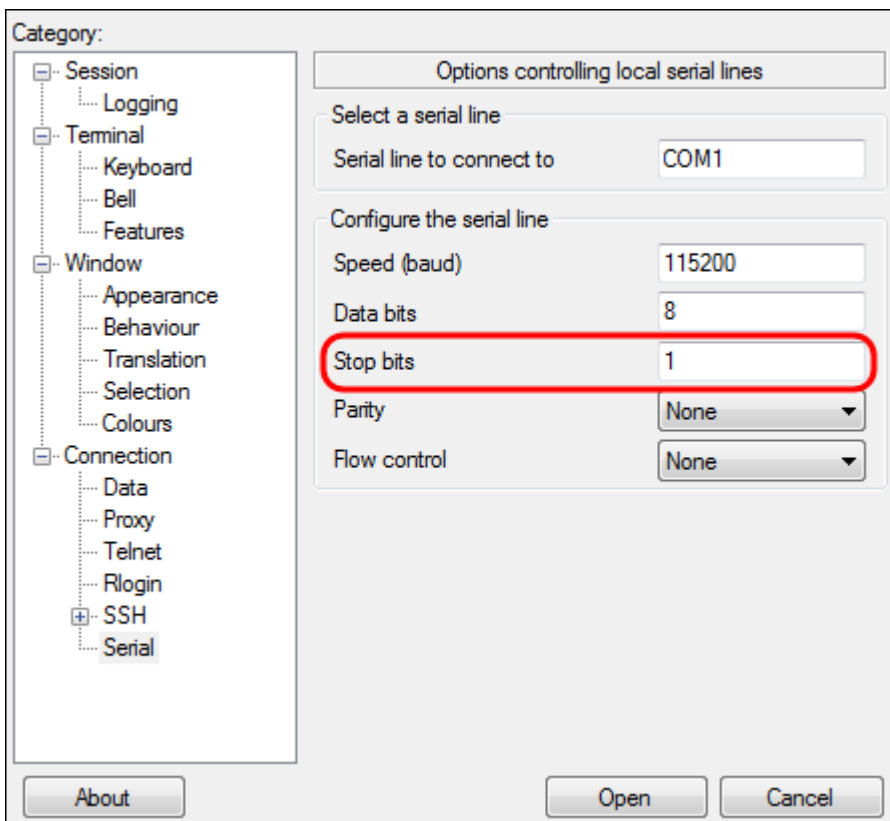 Category:
Session
Logging
Terminal
Keyboard
Bell
Features
Window
Appearance
Behaviour
Translation
Selection
Colours
Connection
Data
Proxy
Telnet
Rlogin
SSH
Serial
Options controlling local serial lines
Select a serial line
Serial line to connect to COM1
Configure the serial line
Speed (baud) 115200
Data bits 8
Stop bits 1
Parity None
Flow control None
About Open Cancel